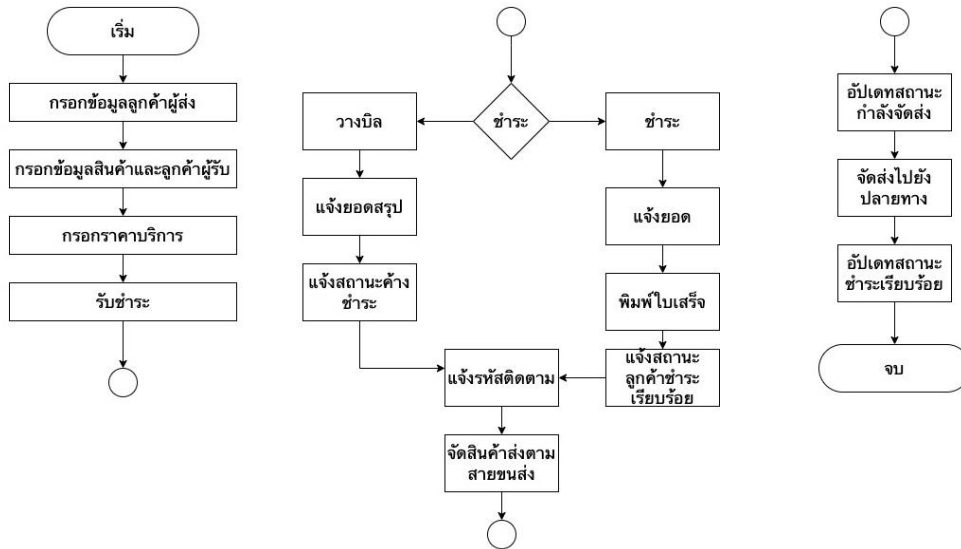 เริ่ม
กรอกข้อมูลลูกค้าผู้ส่ง
กรอกข้อมูลสินค้าและลูกค้าผู้รับ
กรอกราคาบริการ
รับชำระ
ชำระ
วางบิล
แจ้งยอดสรุป
แจ้งสถานะค้าง
ชำระ
ชำระ
แจ้งยอด
พิมพ์ใบเสร็จ
แจ้งสถานะ
ลูกค้าชำระ
เรียบร้อย
แจ้งรหัสติดตาม
จัดสินค้าส่งตาม
สายขนส่ง
อัปเดทสถานะ
กำลังจัดส่ง
จัดส่งไปยัง
ปลายทาง
อัปเดทสถานะ
ชำระเรียบร้อย
จบ